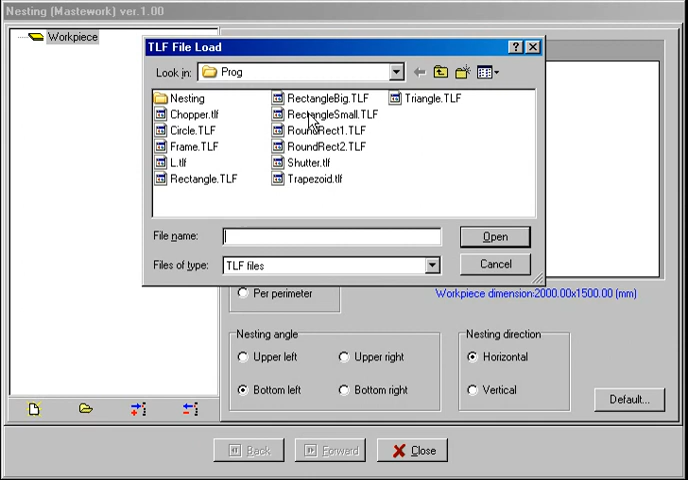 Nesting (Mastework) ver.1.00
Workpiece
TLF File Load
Look in: Prog
Nesting
Chopper.tlf
Circle.TLF
Frame.TLF
L.tlf
Rectangle.TLF
RectangleBig.TLF
RectangleSmall.TLF
RoundRect1.TLF
RoundRect2.TLF
Shutter.tlf
Trapezoid.tlf
Triangle.TLF
File name:
Open
Files of type: TLF files
Cancel
Per perimeter
Workpiece dimension:2000.00x1500.00 (mm)
Nesting angle
Upper left
Upper right
Bottom left
Bottom right
Nesting direction
Horizontal
Vertical
Default...
Back
Forward
Close